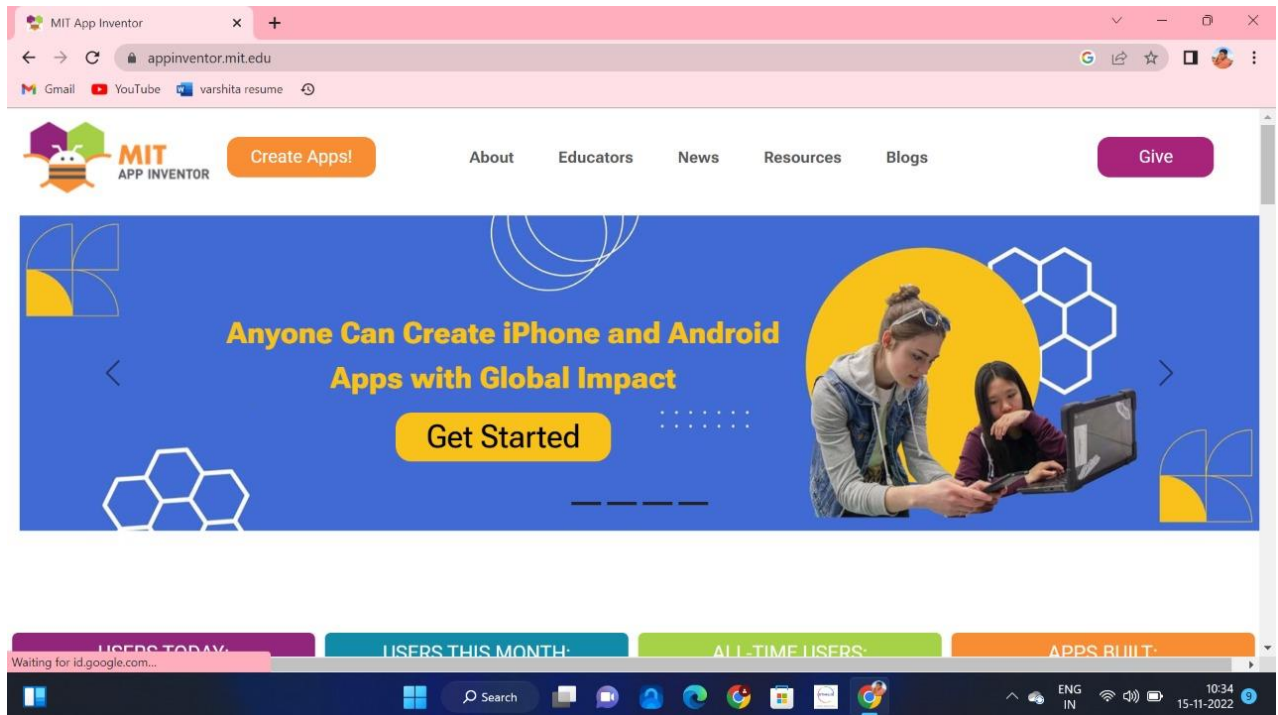 MIT App Inventor
appinventor.mit.edu
Gmail YouTube varshita resume
MIT
APP INVENTOR
Create Apps!
About Educators News Resources Blogs
Give
Anyone Can Create iPhone and Android
Apps with Global Impact
Get Started
USERS TODAY: USERS THIS MONTH: ALL-TIME USERS: APPS BUILT:
Waiting for id.google.com...
Search
ENG
IN
10:34
15-11-2022
9